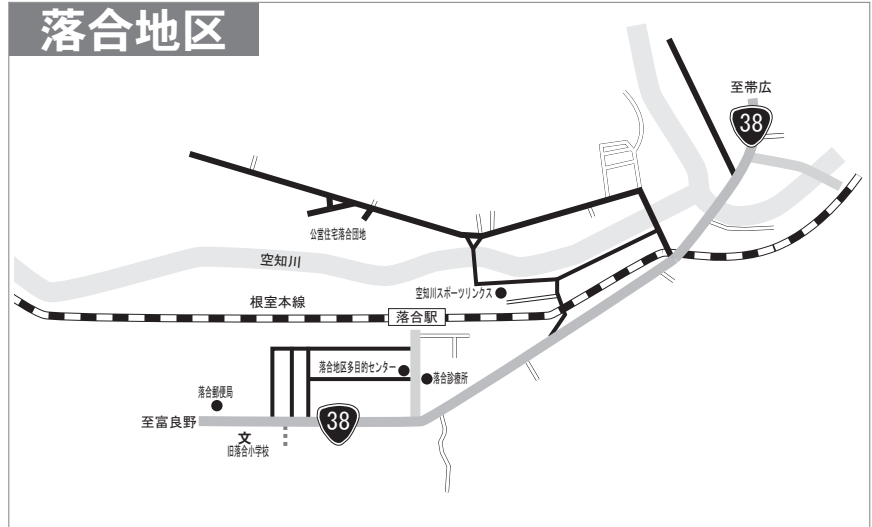 落合地区
至帯広
38
公営住宅落合団地
空知川
空知川スポーツリンクス
根室本線
落合駅
落合地区多目的センター
落合診療所
落合郵便局
至富良野
38
文
旧落合小学校